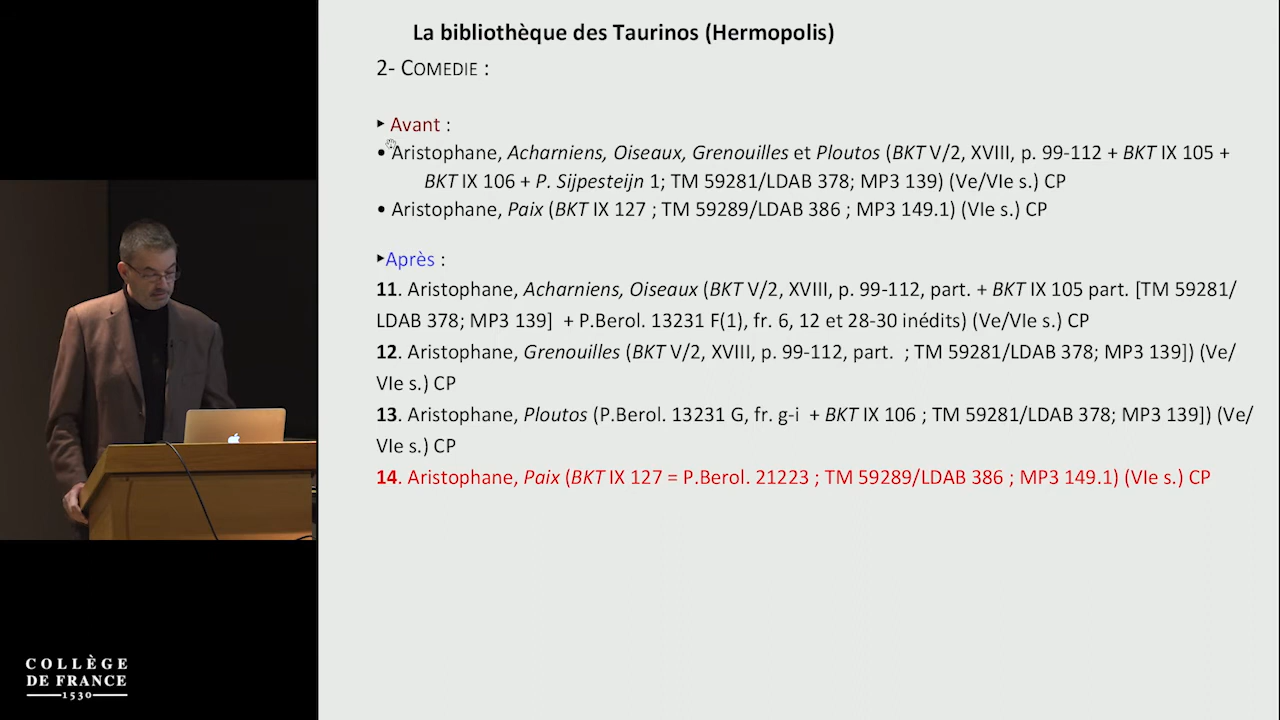 La bibliothèque des Taurinos (Hermopolis)
2- COMEDIE :
▸ Avant :
• Aristophane, Acharniens, Oiseaux, Grenouilles et Ploutos (BKT V/2, XVIII, p. 99-112 + BKT IX 105 +
BKT IX 106 + P. Sijpesteijn 1; TM 59281/LDAB 378; MP3 139) (Ve/VIe s.) CP
• Aristophane, Paix (BKT IX 127 ; TM 59289/LDAB 386 ; MP3 149.1) (VIe s.) CP
▸Après :
11. Aristophane, Acharniens, Oiseaux (BKT V/2, XVIII, p. 99-112, part. + BKT IX 105 part. [TM 59281/
LDAB 378; MP3 139] + P.Berol. 13231 F(1), fr. 6, 12 et 28-30 inédits) (Ve/VIe s.) CP
12. Aristophane, Grenouilles (BKT V/2, XVIII, p. 99-112, part. ; TM 59281/LDAB 378; MP3 139]) (Ve/
VIe s.) CP
13. Aristophane, Ploutos (P.Berol. 13231 G, fr. g-i + BKT IX 106 ; TM 59281/LDAB 378; MP3 139]) (Ve/
VIe s.) CP
14. Aristophane, Paix (BKT IX 127 = P.Berol. 21223 ; TM 59289/LDAB 386 ; MP3 149.1) (VIe s.) CP
COLLÈGE
DE FRANCE
1530